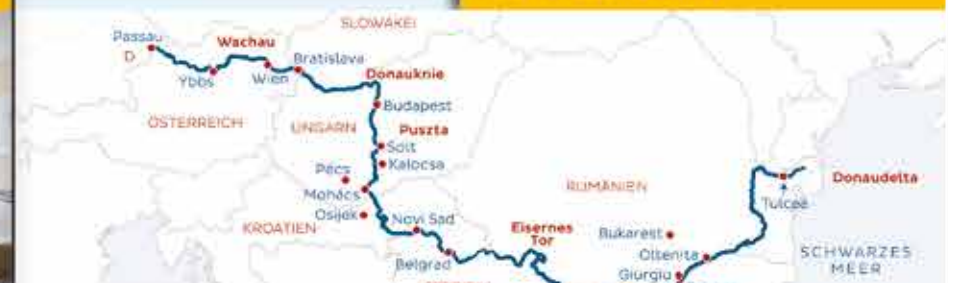 SLOWAKEI
Passau
D
Wachau
Bratislava
Ybbs
Wien
Donauknie
Budapest
ÖSTERREICH
UNGARN
Puszta
Solt
Kalocsa
Pécs
Mohács
RUMÄNIEN
Donaudelta
Tulcea
Osijek
Novi Sad
KROATIEN
Eisernes
Tor
Bukarest
Oltenita
SCHWARZES
MEER
Belgrad
Giurgiu